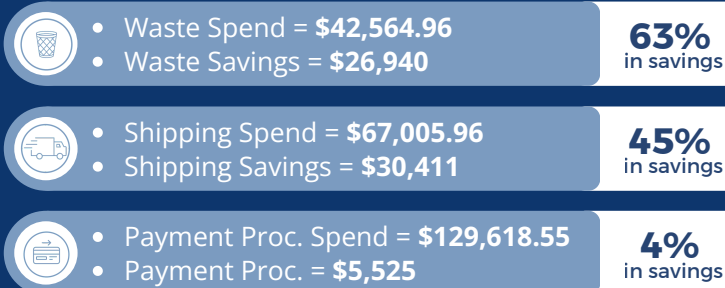 • Waste Spend = $42,564.96
• Waste Savings = $26,940
63%
in savings
• Shipping Spend = $67,005.96
• Shipping Savings = $30,411
45%
in savings
• Payment Proc. Spend = $129,618.55
• Payment Proc. = $5,525
4%
in savings